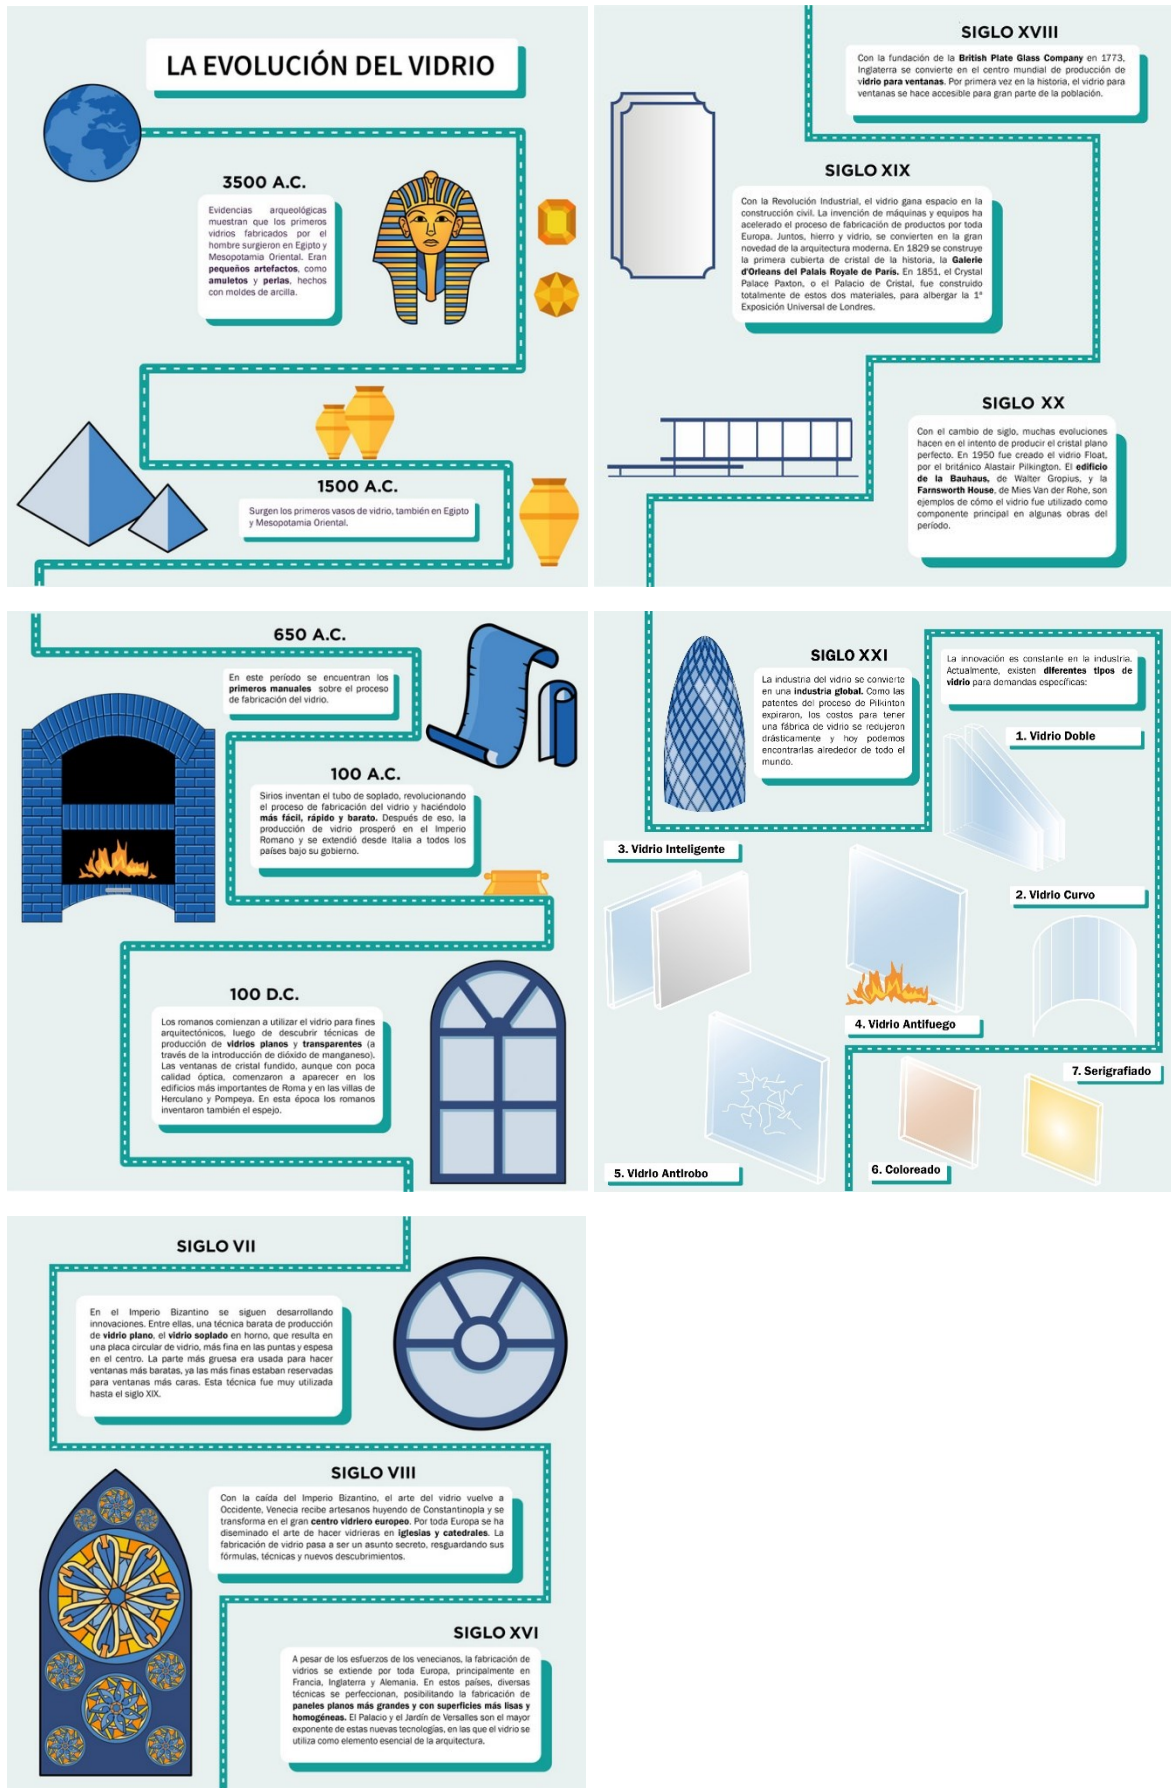 LA EVOLUCIÓN DEL VIDRIO
3500 A.C.
Evidencias arqueológicas
muestran que los primeros
vidrios fabricados por el
hombre surgieron en Egipto y
Mesopotamia Oriental. Eran
pequeños artefactos, como
amuletos y perlas, hechos
con moldes de arcilla.
1500 A.C.
Surgen los primeros vasos de vidrio, también en Egipto
y Mesopotamia Oriental.
650 A.C.
En este período se encuentran los
primeros manuales sobre el proceso
de fabricación del vidrio.
100 A.C.
Sirios inventan el tubo de soplado, revolucionando
el proceso de fabricación del vidrio y haciéndolo
más fácil, rápido y barato. Después de eso, la
producción de vidrio prosperó en el Imperio
Romano y se extendió desde Italia a todos los
países bajo su gobierno.
100 D.C.
Los romanos comienzan a utilizar el vidrio para fines
arquitectónicos, luego de descubrir técnicas de
producción de vidrios planos y transparentes (a
través de la introducción de dióxido de manganeso).
Las ventanas de cristal fundido, aunque con poca
calidad óptica, comenzaron a aparecer en los
edificios más importantes de Roma y en las villas de
Herculano y Pompeya. En esta época los romanos
inventaron también el espejo.
SIGLO VII
En el Imperio Bizantino se siguen desarrollando
innovaciones. Entre ellas, una técnica barata de producción
de vidrio plano, el vidrio soplado en horno, que resulta en
una placa circular de vidrio, más fina en las puntas y espesa
en el centro. La parte más gruesa era usada para hacer
ventanas más baratas, ya las más finas estaban reservadas
para ventanas más caras. Esta técnica fue muy utilizada
hasta el siglo XIX.
SIGLO VIII
Con la caída del Imperio Bizantino, el arte del vidrio vuelve a
Occidente, Venecia recibe artesanos huyendo de Constantinopla y se
transforma en el gran centro vidriero europeo. Por toda Europa se ha
diseminado el arte de hacer vidrieras en iglesias y catedrales. La
fabricación de vidrio pasa a ser un asunto secreto, resguardando sus
fórmulas, técnicas y nuevos descubrimientos.
SIGLO XVI
A pesar de los esfuerzos de los venecianos, la fabricación de
vidrios se extiende por toda Europa, principalmente en
Francia, Inglaterra y Alemania. En estos países, diversas
técnicas se perfeccionan, posibilitando la fabricación de
paneles planos más grandes y con superficies más lisas y
homogéneas. El Palacio y el Jardín de Versalles son el mayor
exponente de estas nuevas tecnologías, en las que el vidrio se
utiliza como elemento esencial de la arquitectura.
SIGLO XVIII
Con la fundación de la British Plate Glass Company en 1773,
Inglaterra se convierte en el centro mundial de producción de
vidrio para ventanas. Por primera vez en la historia, el vidrio para
ventanas se hace accesible para gran parte de la población.
SIGLO XIX
Con la Revolución Industrial, el vidrio gana espacio en la
construcción civil. La invención de máquinas y equipos ha
acelerado el proceso de fabricación de productos por toda
Europa. Juntos, hierro y vidrio, se convierten en la gran
novedad de la arquitectura moderna. En 1829 se construye
la primera cubierta de cristal de la historia, la Galerie
d'Orleans del Palais Royale de París. En 1851, el Crystal
Palace Paxton, o el Palacio de Cristal, fue construido
totalmente de estos dos materiales, para albergar la 1ª
Exposición Universal de Londres.
SIGLO XX
Con el cambio de siglo, muchas evoluciones
hacen en el intento de producir el cristal plano
perfecto. En 1950 fue creado el vidrio Float,
por el británico Alastair Pilkington. El edificio
de la Bauhaus, de Walter Gropius, y la
Farnsworth House, de Mies Van der Rohe, son
ejemplos de cómo el vidrio fue utilizado como
componente principal en algunas obras del
período.
SIGLO XXI
La industria del vidrio se convierte
en una industria global. Como las
patentes del proceso de Pilkinton
expiraron, los costos para tener
una fábrica de vidrio se redujeron
drásticamente y hoy podemos
encontrarlas alrededor de todo el
mundo.
La innovación es constante en la industria.
Actualmente, existen diferentes tipos de
vidrio para demandas específicas:
1. Vidrio Doble
3. Vidrio Inteligente
2. Vidrio Curvo
4. Vidrio Antifuego
7. Serigrafiado
5. Vidrio Antirobo
6. Coloreado